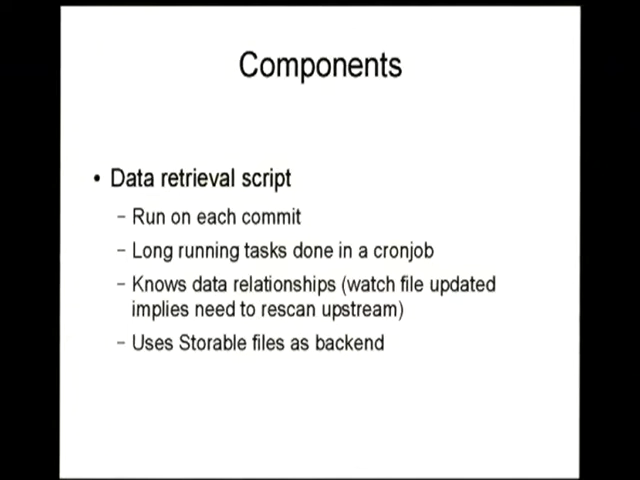 Components
• Data retrieval script
– Run on each commit
– Long running tasks done in a cronjob
– Knows data relationships (watch file updated
implies need to rescan upstream)
– Uses Storable files as backend